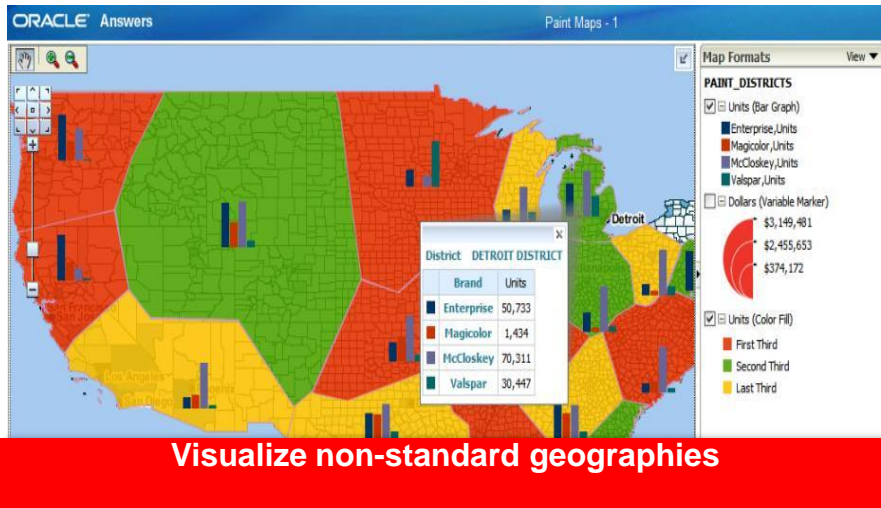 ORACLE Answers
Paint Maps - 1
Map Formats
View
PAINT_DISTRICTS
Units (Bar Graph)
Enterprise,Units
Magicolor,Units
McCloskey,Units
Valspar,Units
Dollars (Variable Marker)
$3,149,481
$2,455,653
$374,172
Units (Color Fill)
First Third
Second Third
Last Third
Detroit
District DETROIT DISTRICT
Brand Units
Enterprise 50,733
Magicolor 1,434
McCloskey 70,311
Valspar 30,447
Los Angeles
San Diego
Visualize non-standard geographies